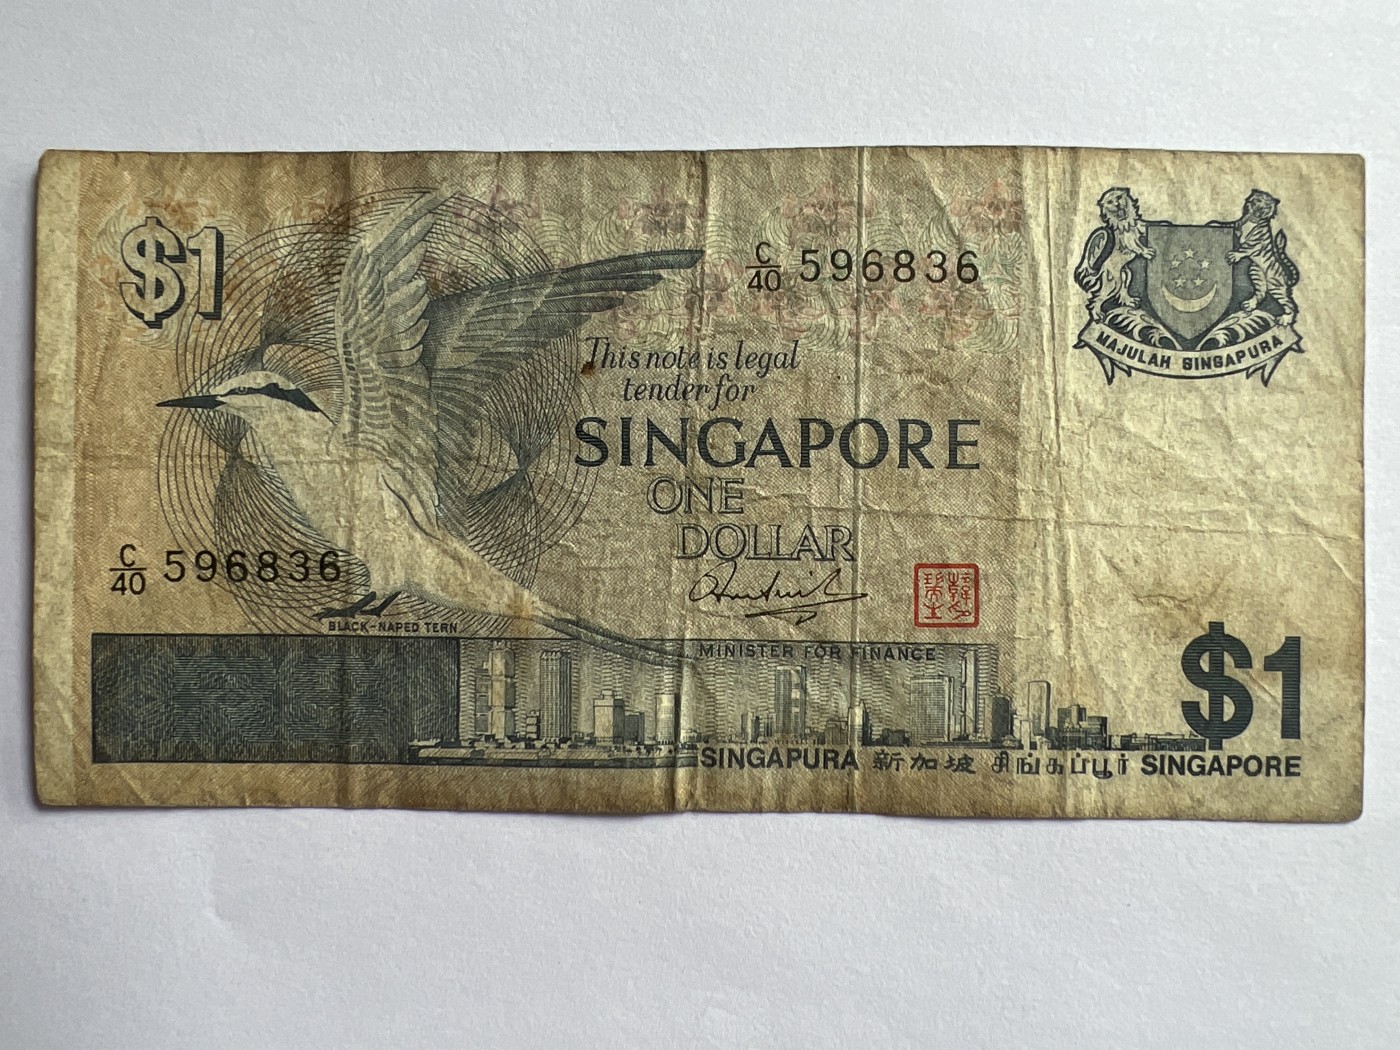 $1
C/40 596836
MAJULAH SINGAPURA
This note is legal
tender for
SINGAPORE
ONE
DOLLAR
C/40 596836
BLACK-NAPED TERN
MINISTER FOR FINANCE
$1
SINGAPURA 新加坡 சிங்கப்பூர் SINGAPORE